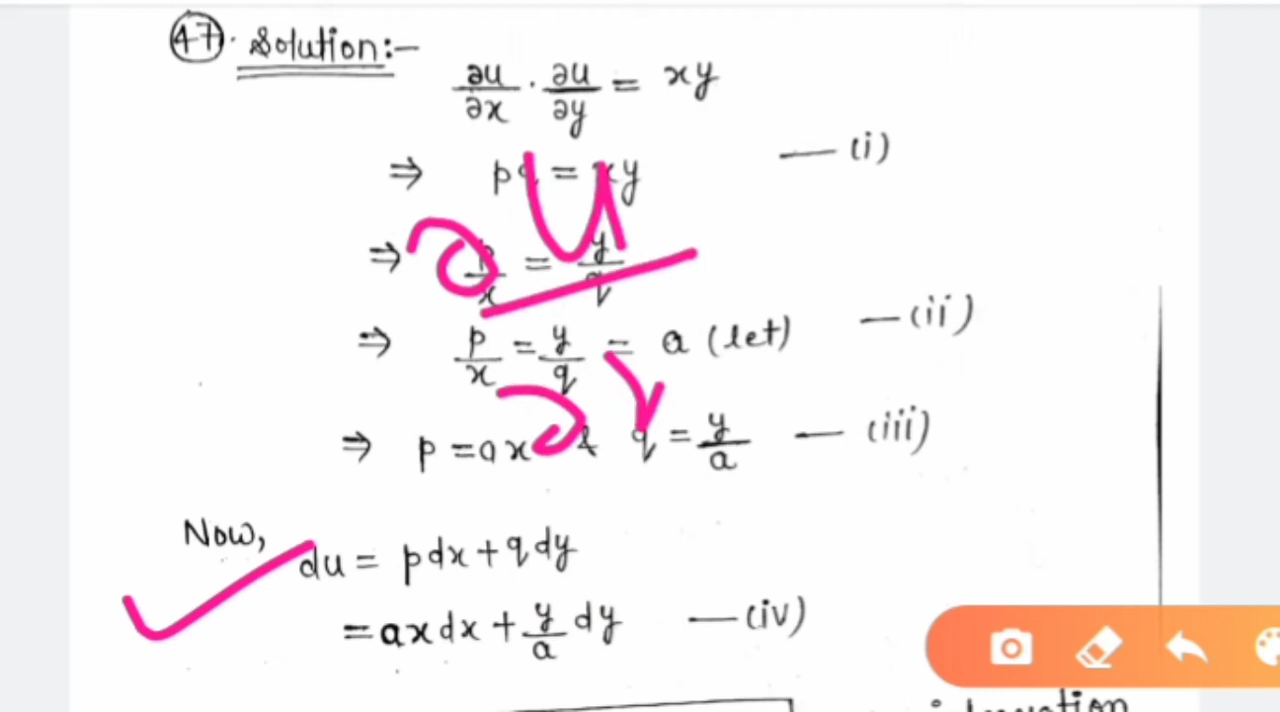 47. Solution:-
∂u/∂x · ∂u/∂y = xy
⇒ pq = xy —(i)
⇒ p/x = y/q
⇒ p/x = y/q = a (let) —(ii)
⇒ p = ax & q = y/a —(iii)
Now,
du = pdx + qdy
= axdx + y/a dy —(iv)